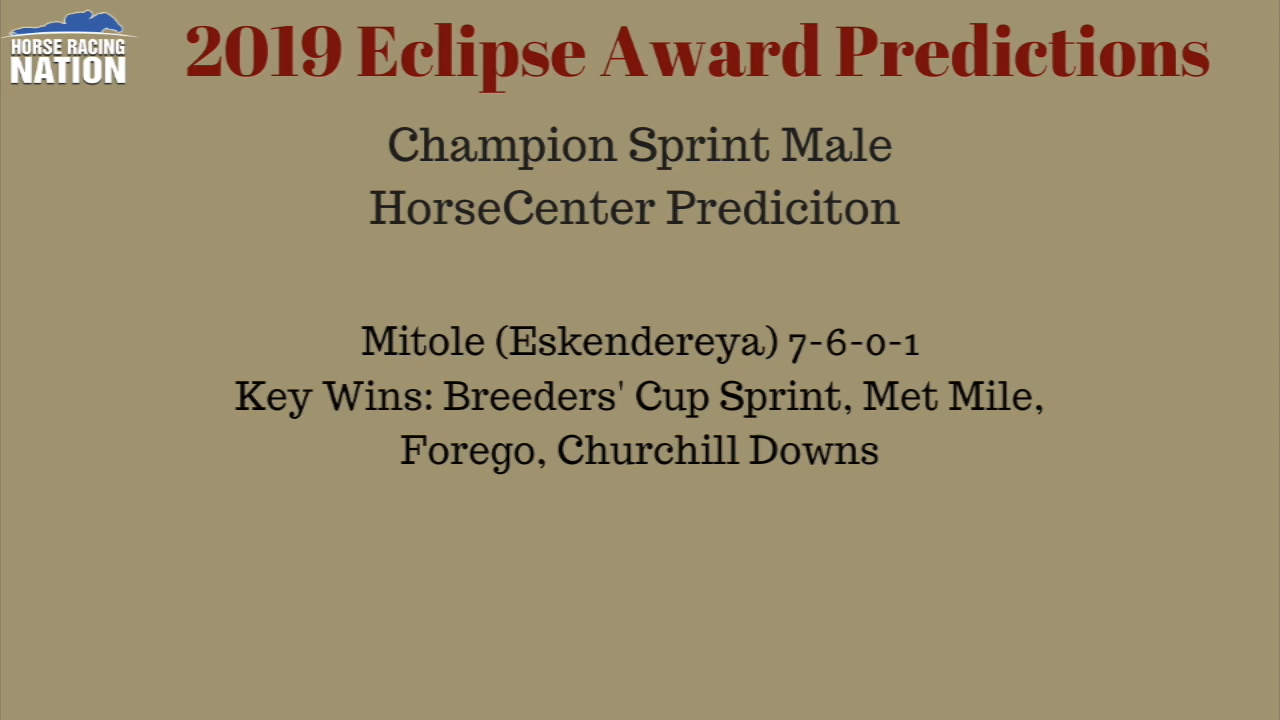 HORSE RACING
NATION
2019 Eclipse Award Predictions
Champion Sprint Male
HorseCenter Prediciton
Mitole (Eskendereya) 7-6-0-1
Key Wins: Breeders' Cup Sprint, Met Mile,
Forego, Churchill Downs